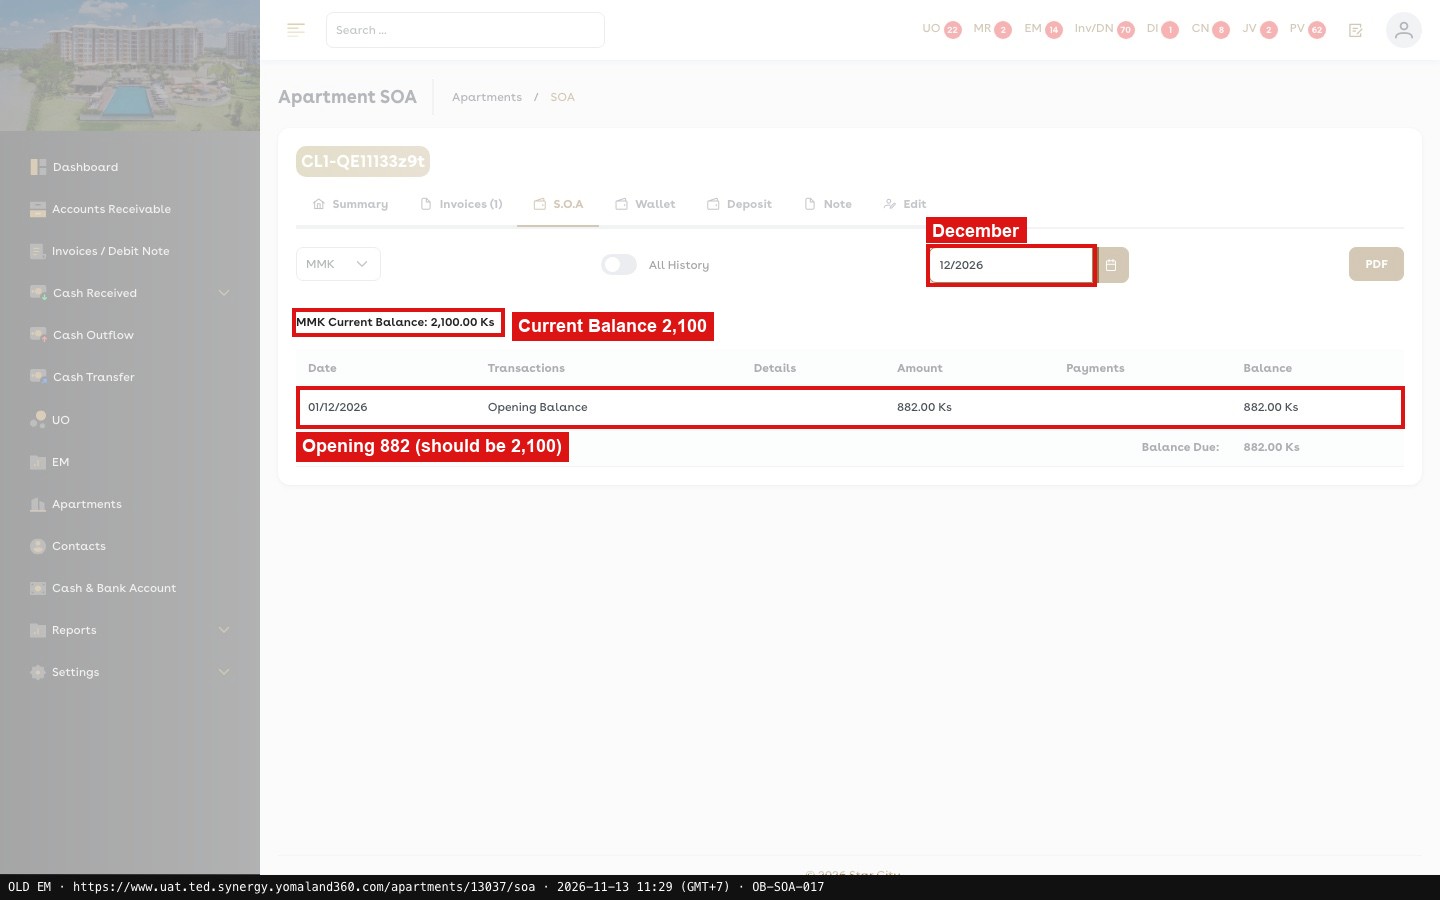 Search ...
UO 22 MR 2 EM 14 Inv/DN 70 DI 1 CN 8 JV 2 PV 62
Apartment SOA
Apartments / SOA
Dashboard
Accounts Receivable
Invoices / Debit Note
Cash Received
Cash Outflow
Cash Transfer
UO
EM
Apartments
Contacts
Cash & Bank Account
Reports
Settings
CL1-QE11133z9t
Summary Invoices (1) S.O.A Wallet Deposit Note Edit
December
MMK All History 12/2026 PDF
MMK Current Balance: 2,100.00 Ks Current Balance 2,100
Date Transactions Details Amount Payments Balance
01/12/2026 Opening Balance 882.00 Ks 882.00 Ks
Opening 882 (should be 2,100)
Balance Due: 882.00 Ks
© 2026 Star City
OLD EM · https://www.uat.ted.synergy.yomaland360.com/apartments/13037/soa · 2026-11-13 11:29 (GMT+7) · OB-SOA-017